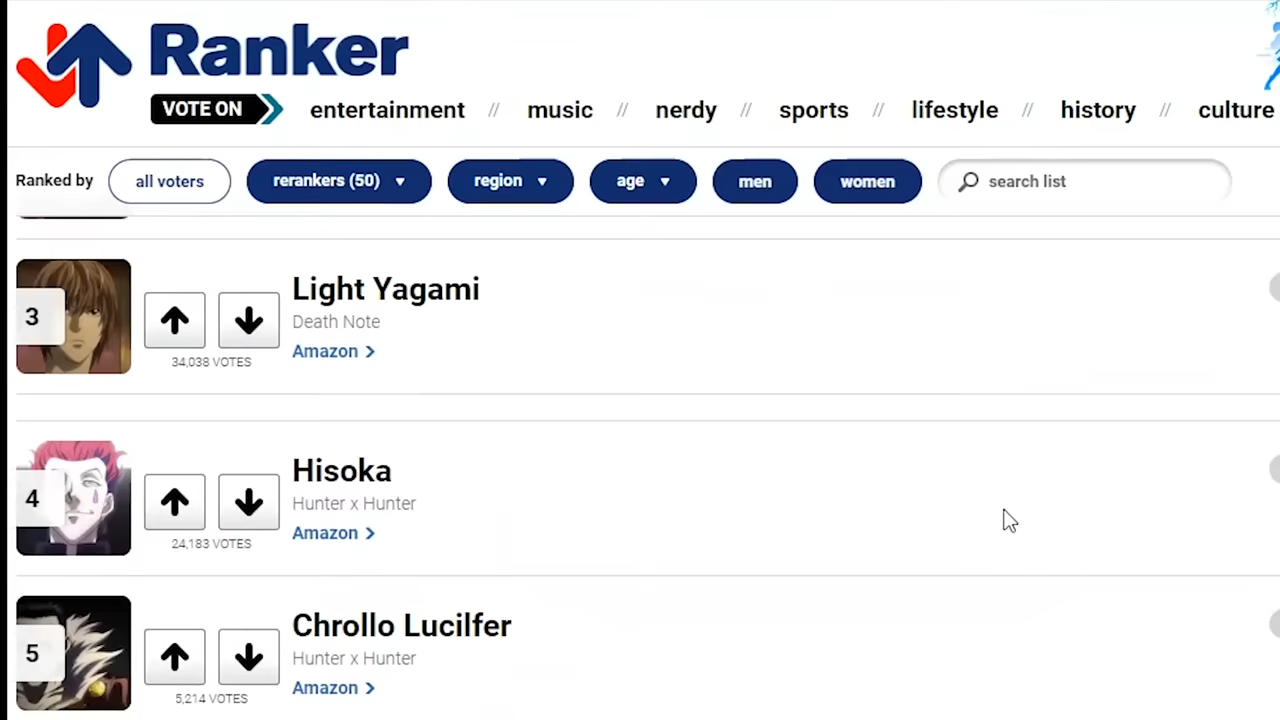 Ranker
VOTE ON entertainment // music // nerdy // sports // lifestyle // history // culture
Ranked by all voters rerankers (50) region age men women search list
3
Light Yagami
Death Note
Amazon
34,038 VOTES
4
Hisoka
Hunter x Hunter
Amazon
24,183 VOTES
5
Chrollo Lucilfer
Hunter x Hunter
Amazon
5,214 VOTES